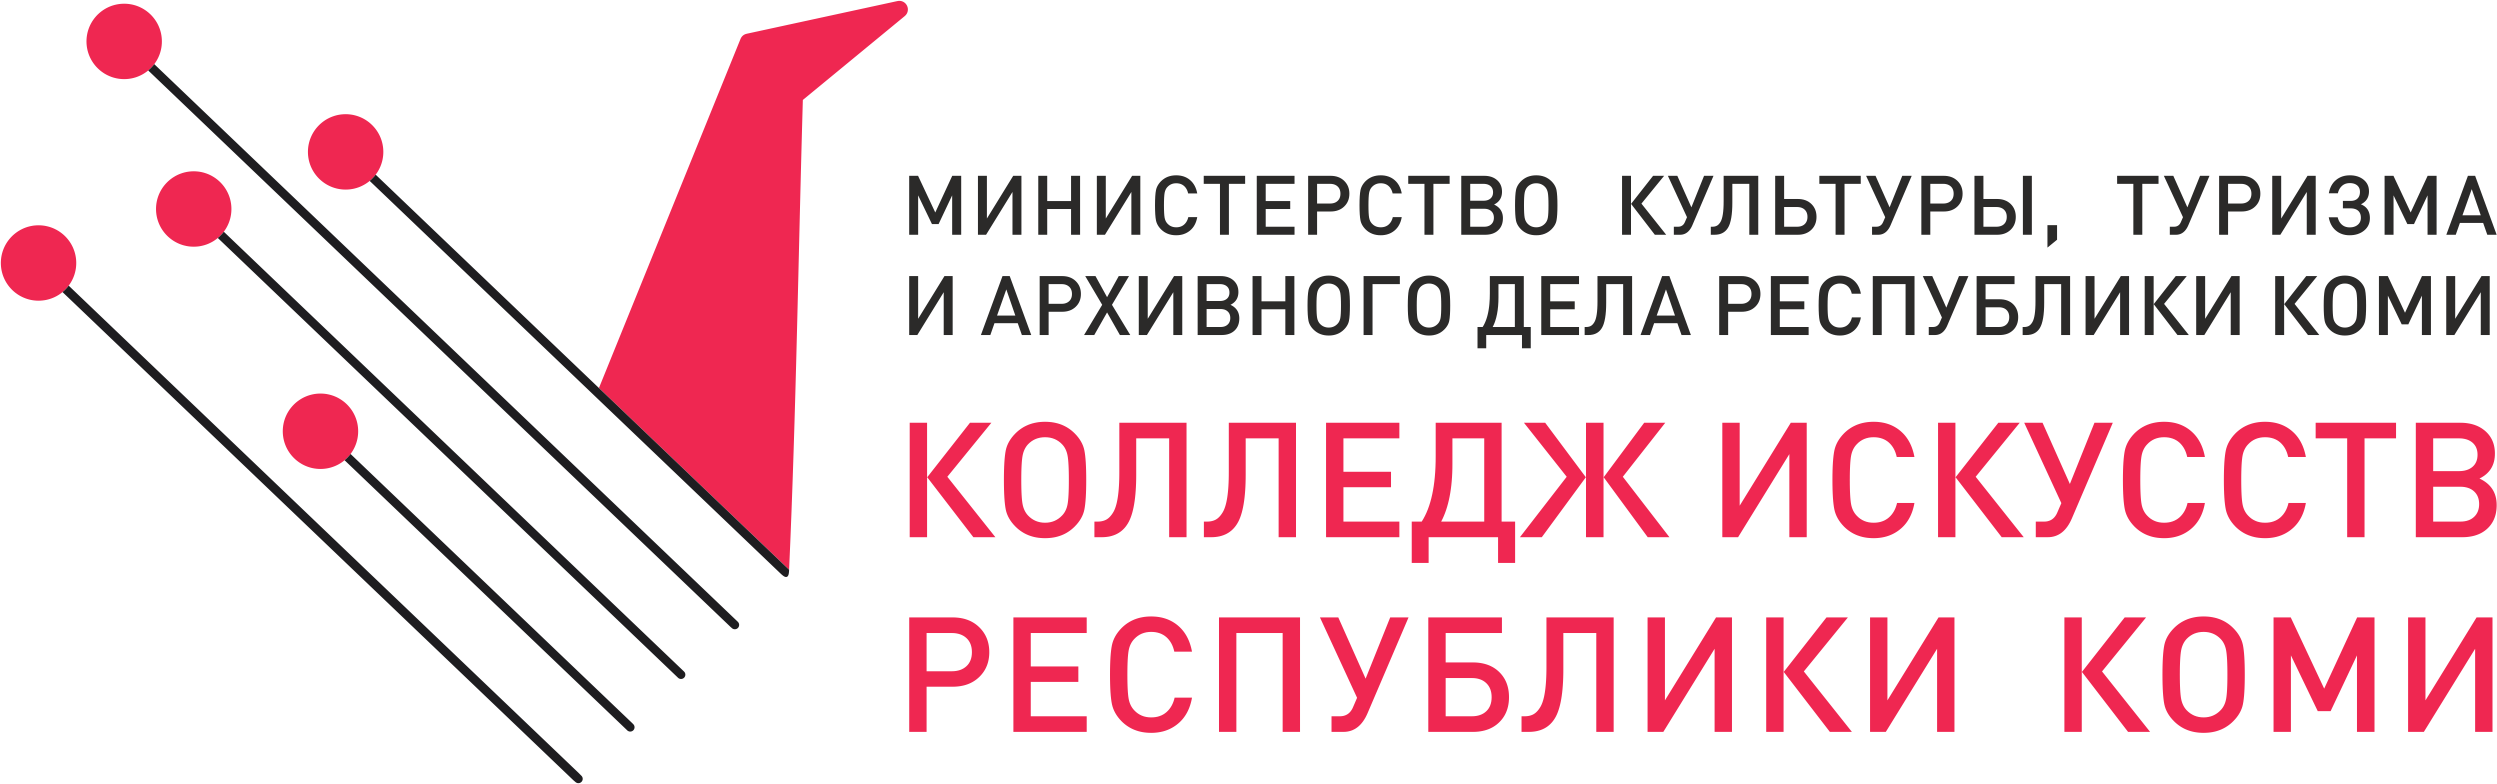 МИНИСТЕРСТВО КУЛЬТУРЫ, ТУРИЗМА
И АРХИВНОГО ДЕЛА РЕСПУБЛИКИ КОМИ
КОЛЛЕДЖ ИСКУССТВ
РЕСПУБЛИКИ КОМИ